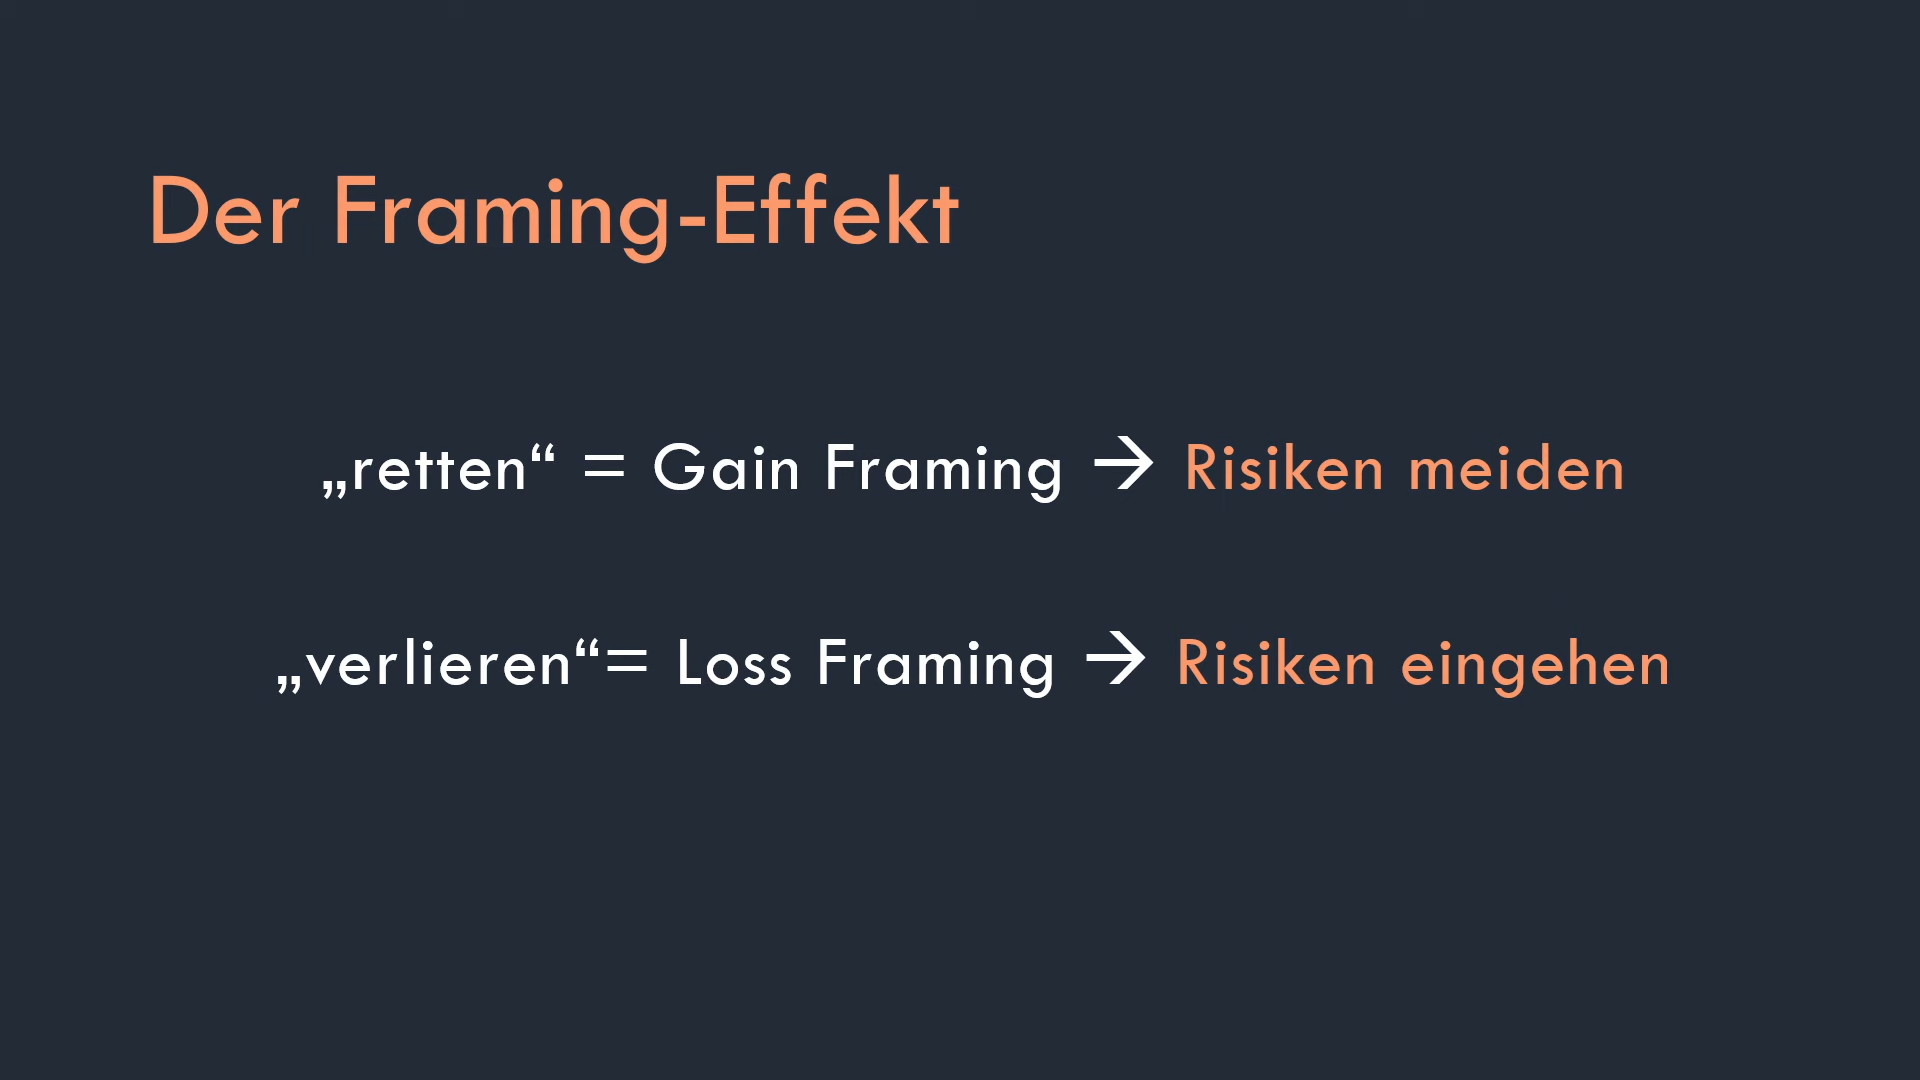 Der Framing-Effekt
„retten“ = Gain Framing → Risiken meiden
„verlieren“= Loss Framing → Risiken eingehen